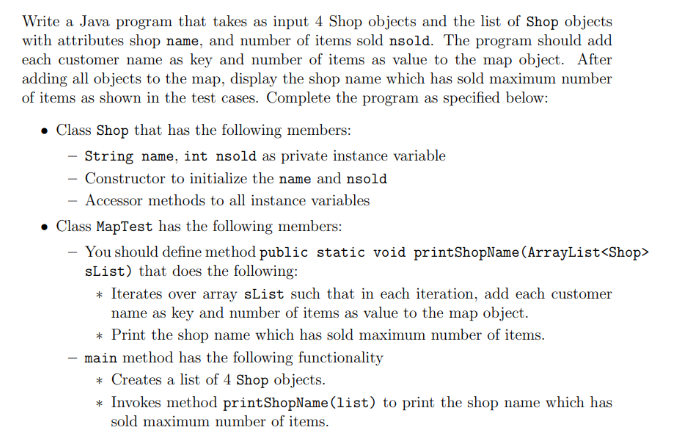 Write a Java program that takes as input 4 Shop objects and the list of Shop objects
with attributes shop name, and number of items sold nsold. The program should add
each customer name as key and number of items as value to the map object. After
adding all objects to the map, display the shop name which has sold maximum number
of items as shown in the test cases. Complete the program as specified below:
• Class Shop that has the following members:
– String name, int nsold as private instance variable
– Constructor to initialize the name and nsold
– Accessor methods to all instance variables
• Class MapTest has the following members:
– You should define method public static void printShopName(ArrayList<Shop>
sList) that does the following:
* Iterates over array sList such that in each iteration, add each customer
name as key and number of items as value to the map object.
* Print the shop name which has sold maximum number of items.
– main method has the following functionality
* Creates a list of 4 Shop objects.
* Invokes method printShopName(list) to print the shop name which has
sold maximum number of items.